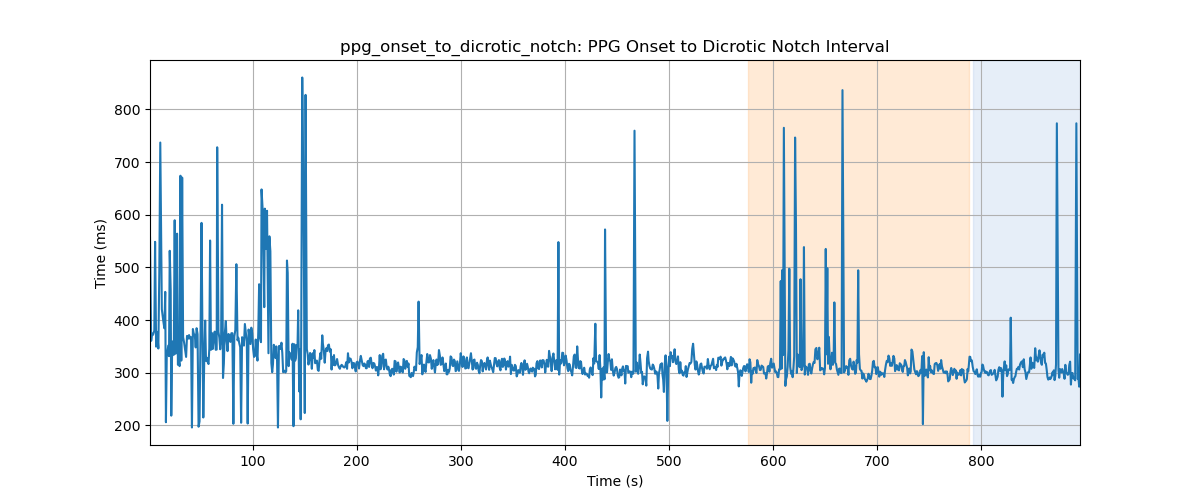 ppg_onset_to_dicrotic_notch: PPG Onset to Dicrotic Notch Interval
Time (ms)
800
700
600
500
400
300
200
100 200 300 400 500 600 700 800
Time (s)